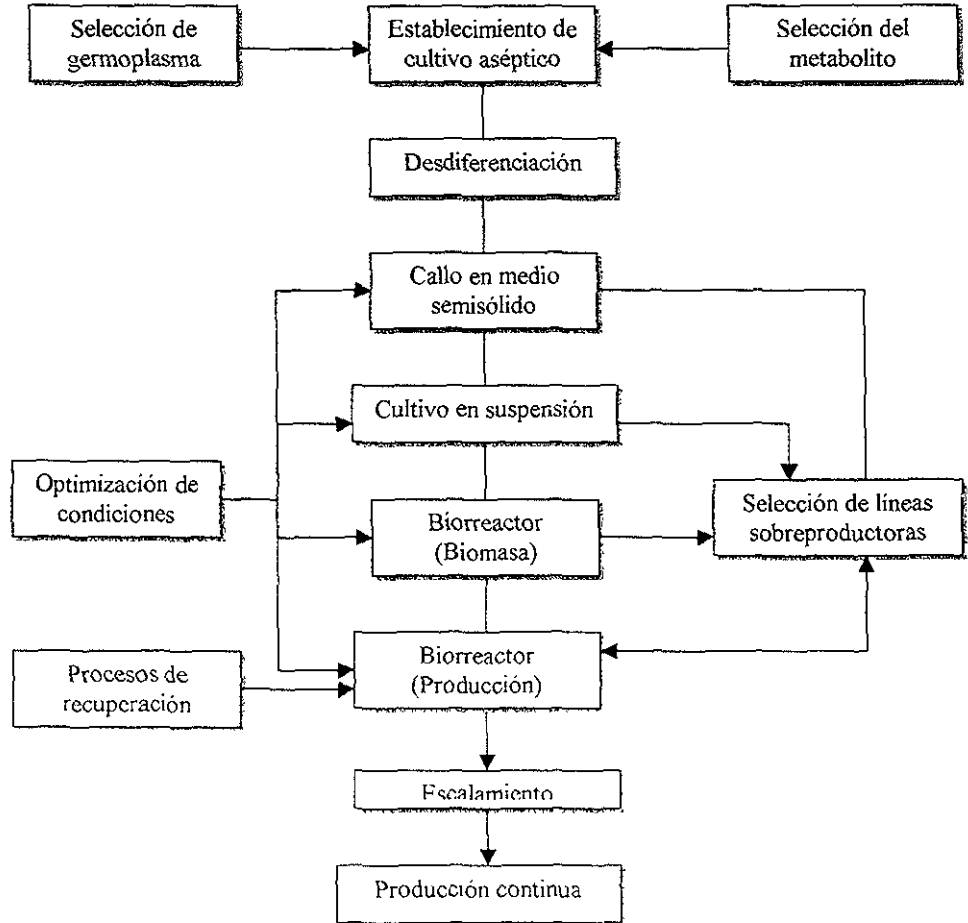 Selección de
germoplasma
Establecimiento de
cultivo aséptico
Selección del
metabolito
Desdiferenciación
Callo en medio
semisólido
Cultivo en suspensión
Optimización de
condiciones
Biorreactor
(Biomasa)
Selección de líneas
sobreproductoras
Procesos de
recuperación
Biorreactor
(Producción)
Escalamiento
Producción continua